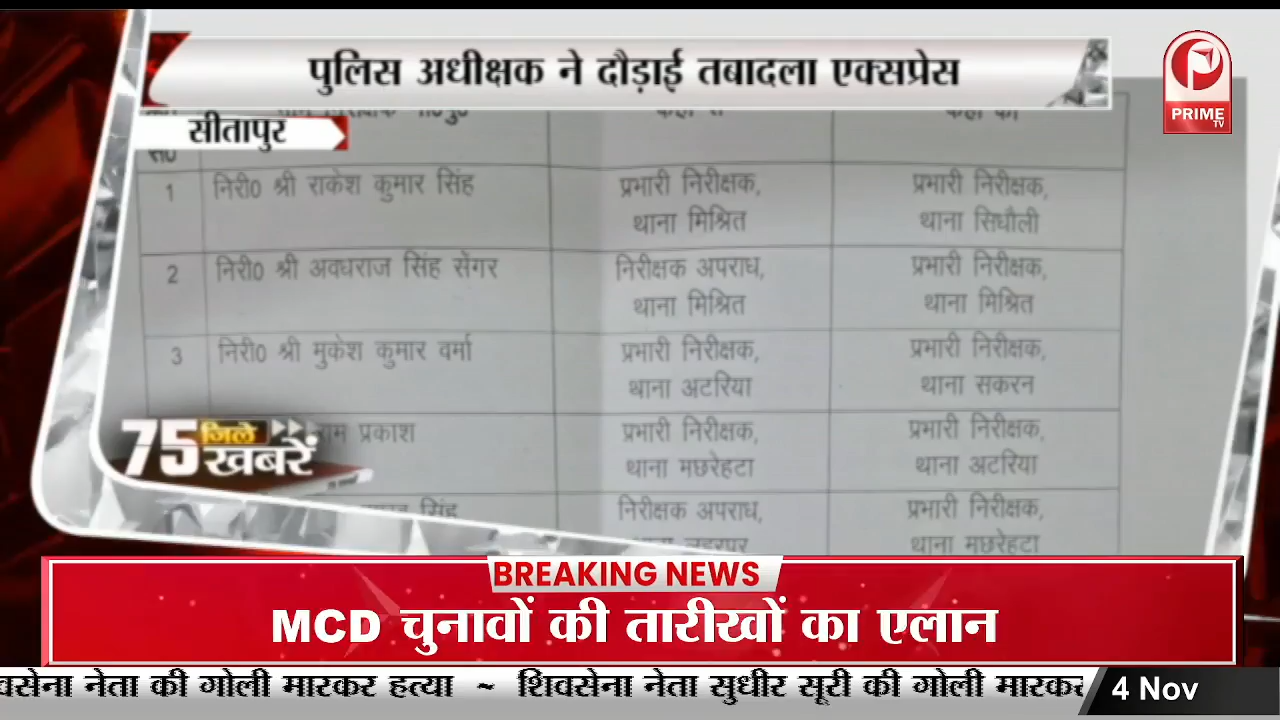 पुलिस अधीक्षक ने दौड़ाई तबादला एक्सप्रेस
PRIME
TV
सीतापुर
सं0
1 निरी0 श्री राकेश कुमार सिंह प्रभारी निरीक्षक, प्रभारी निरीक्षक,
थाना मिश्रित थाना सिधौली
2 निरी0 श्री अवधराज सिंह सेंगर निरीक्षक अपराध, प्रभारी निरीक्षक,
थाना मिश्रित थाना मिश्रित
3 निरी0 श्री मुकेश कुमार वर्मा प्रभारी निरीक्षक, प्रभारी निरीक्षक,
थाना अटरिया थाना सकरन
राम प्रकाश प्रभारी निरीक्षक, प्रभारी निरीक्षक,
थाना मछरेहटा थाना अटरिया
सिंह निरीक्षक अपराध, प्रभारी निरीक्षक,
थाना मछरेहटा
75 जिले
खबरें
BREAKING NEWS
MCD चुनावों की तारीखों का एलान
वसेना नेता की गोली मारकर हत्या ~ शिवसेना नेता सुधीर सूरी की गोली मारकर
4 Nov